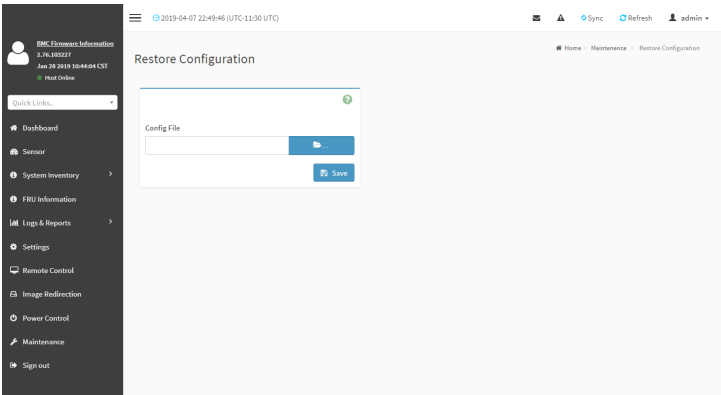 2019-04-07 22:49:46 (UTC-11:30 UTC)
Sync
Refresh
admin
BMC Firmware Information
2.76.103227
Jan 28 2019 10:44:04 CST
Host Online
Quick Links..
Dashboard
Sensor
System Inventory
FRU Information
Logs & Reports
Settings
Remote Control
Image Redirection
Power Control
Maintenance
Sign out
Restore Configuration
Home > Maintenance > Restore Configuration
Config File
...
Save